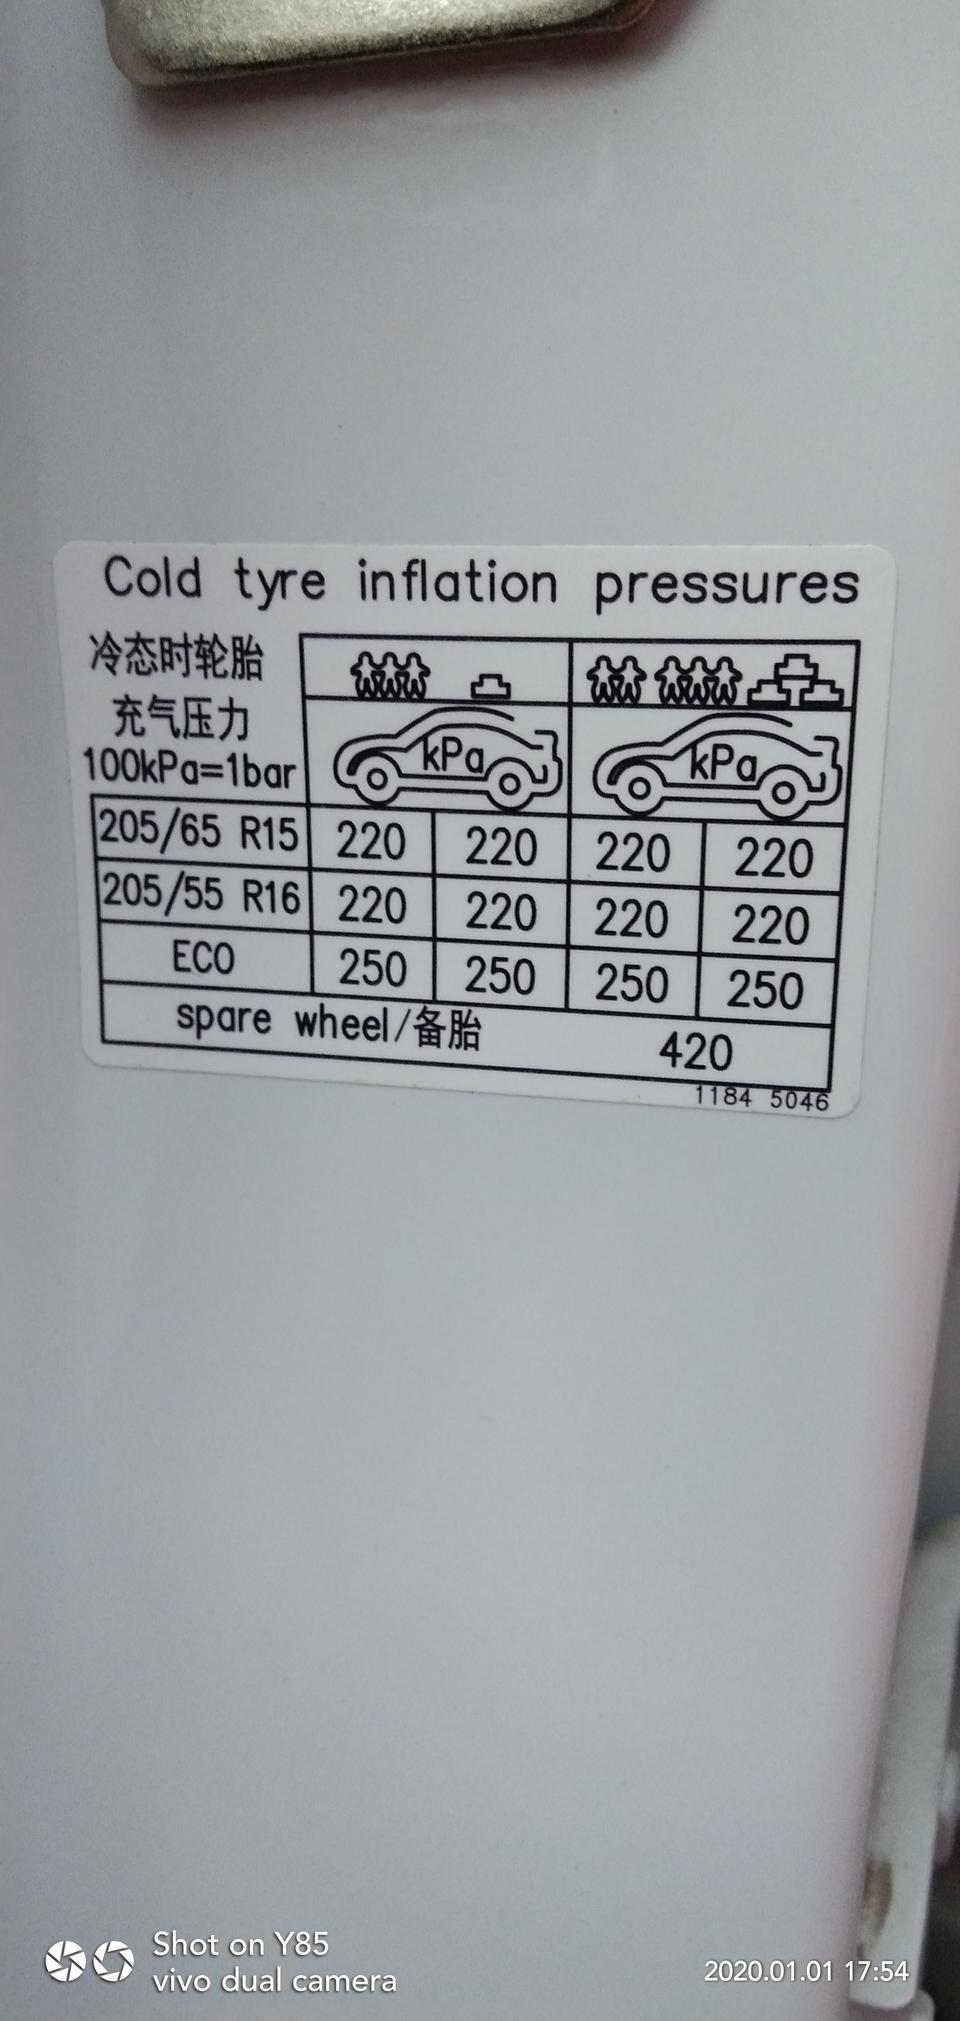 Cold tyre inflation pressures
冷态时轮胎
充气压力
100kPa=1bar
kPa kPa
205/65 R15 220 220 220 220
205/55 R16 220 220 220 220
ECO 250 250 250 250
spare wheel/备胎 420
1184 5046
Shot on Y85
vivo dual camera
2020.01.01 17:54